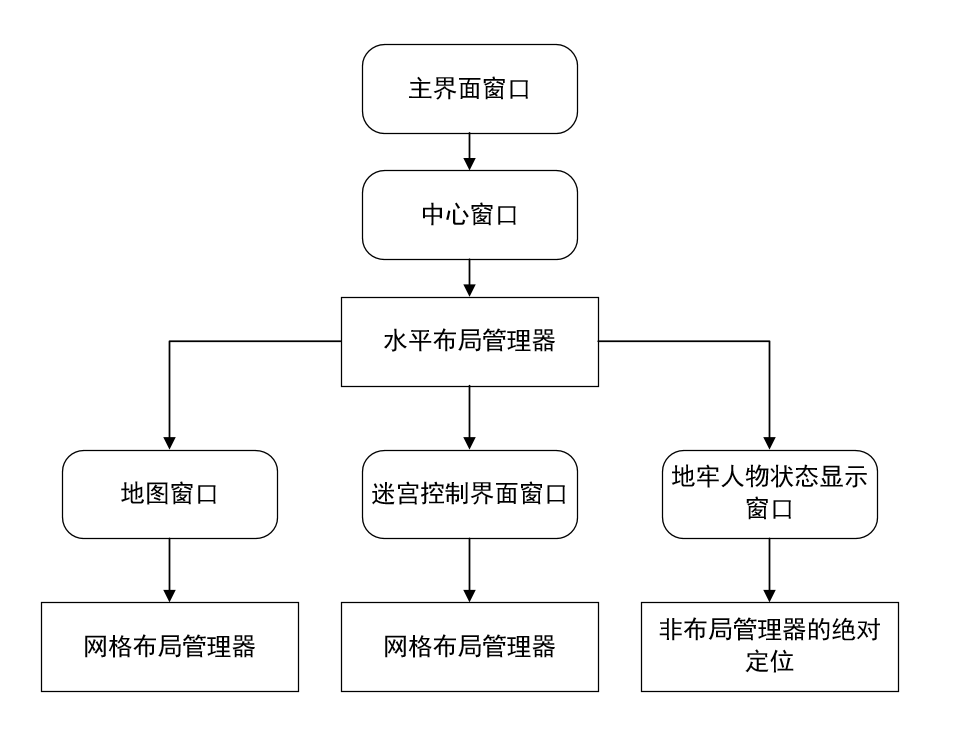 主界面窗口
中心窗口
水平布局管理器
地图窗口
迷宫控制界面窗口
地牢人物状态显示
窗口
网格布局管理器
网格布局管理器
非布局管理器的绝对
定位